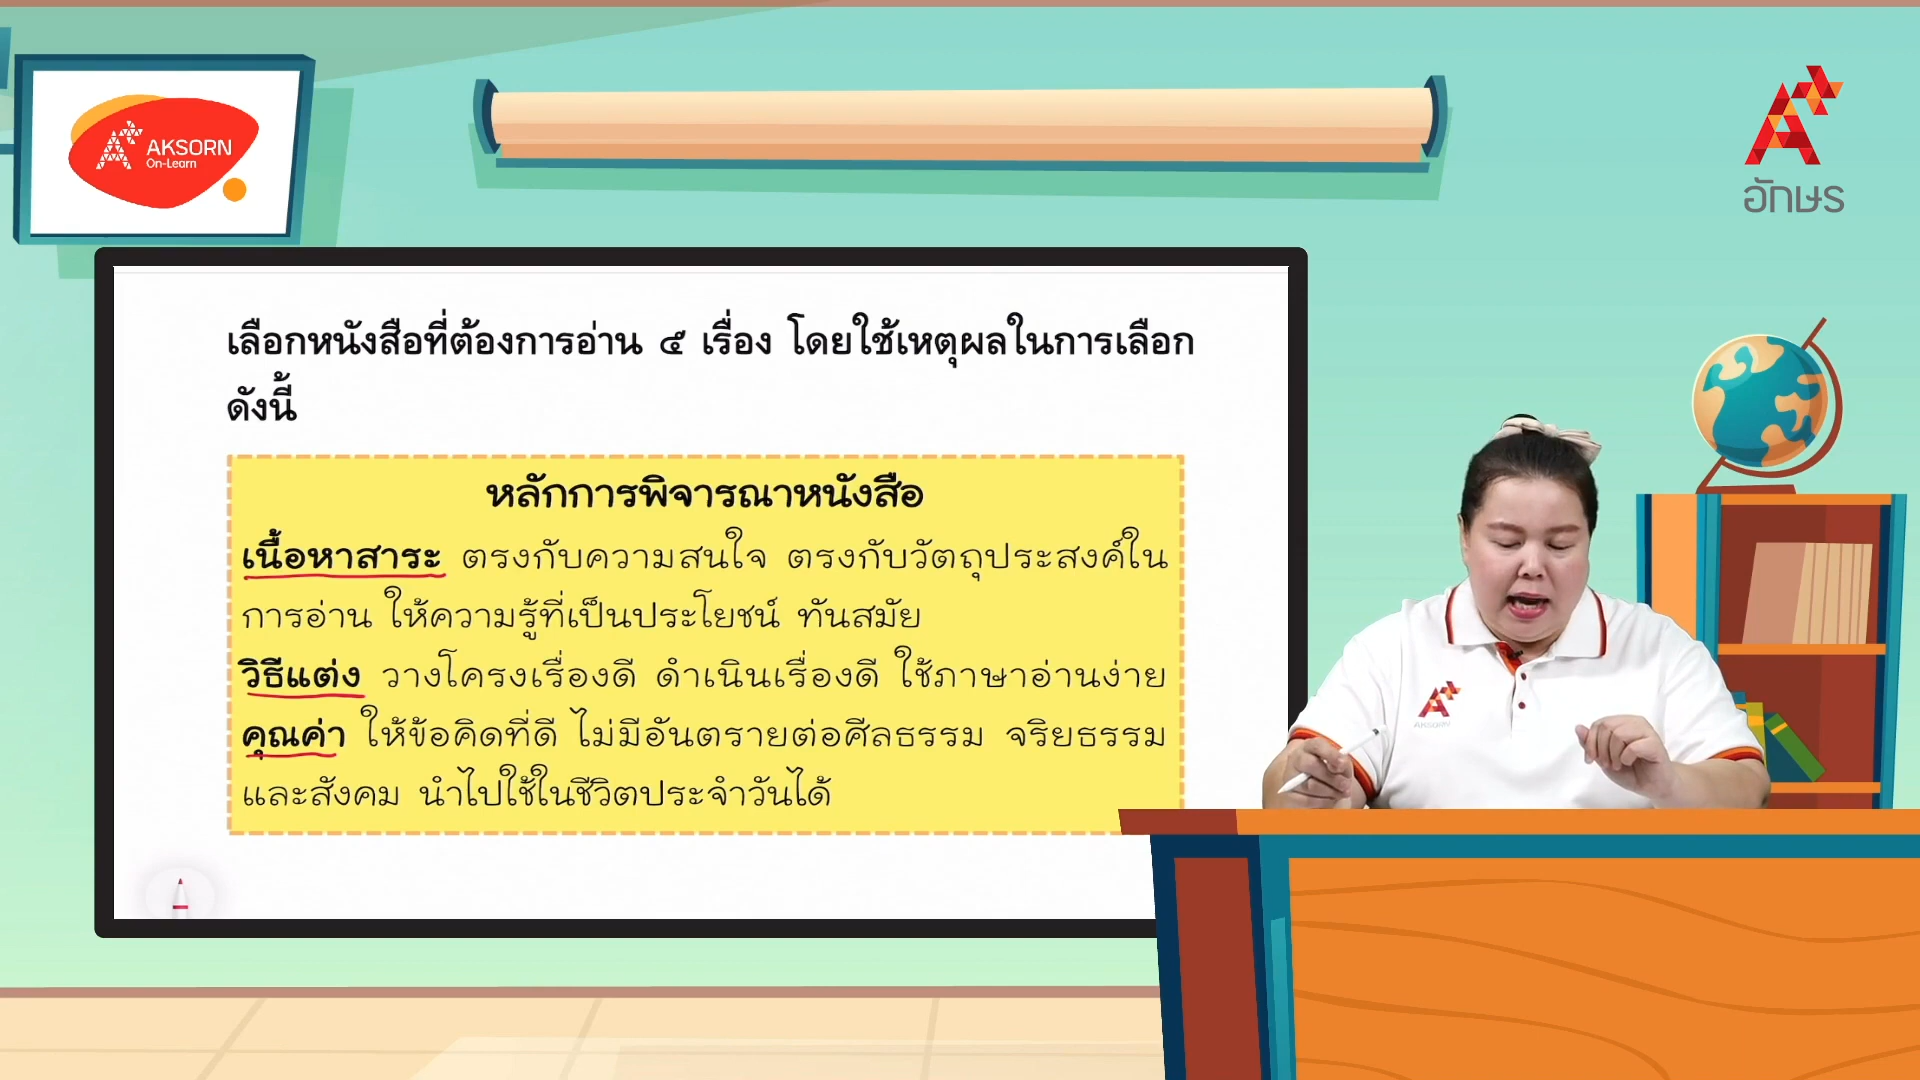 AKSORN
On-Learn
อักษร
เลือกหนังสือที่ต้องการอ่าน ๕ เรื่อง โดยใช้เหตุผลในการเลือก
ดังนี้
หลักการพิจารณาหนังสือ
เนื้อหาสาระ ตรงกับความสนใจ ตรงกับวัตถุประสงค์ใน
การอ่าน ให้ความรู้ที่เป็นประโยชน์ ทันสมัย
วิธีแต่ง วางโครงเรื่องดี ดำเนินเรื่องดี ใช้ภาษาอ่านง่าย
คุณค่า ให้ข้อคิดที่ดี ไม่มีอันตรายต่อศีลธรรม จริยธรรม
และสังคม นำไปใช้ในชีวิตประจำวันได้
AKSORN